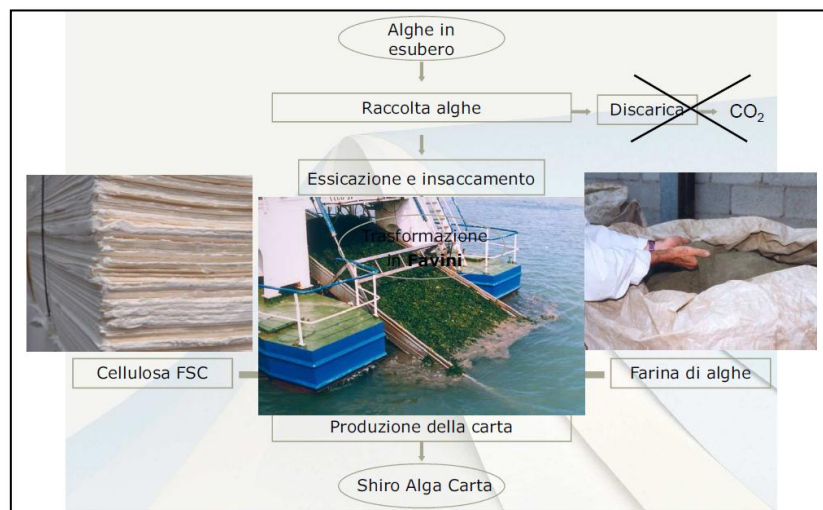 Alghe in
esubero
Raccolta alghe
Discarica
CO₂
Essicazione e insaccamento
Trasformazione
in Favini
Cellulosa FSC
Farina di alghe
Produzione della carta
Shiro Alga Carta